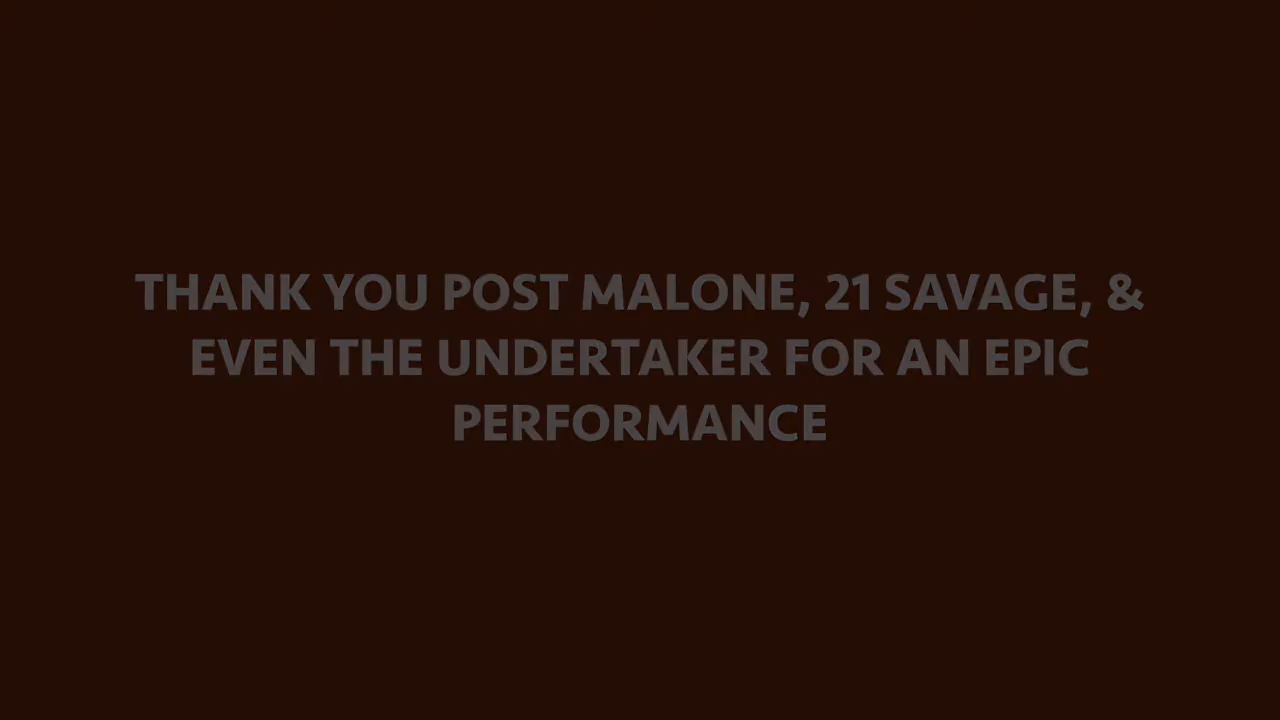 THANK YOU POST MALONE, 21 SAVAGE, &
EVEN THE UNDERTAKER FOR AN EPIC
PERFORMANCE